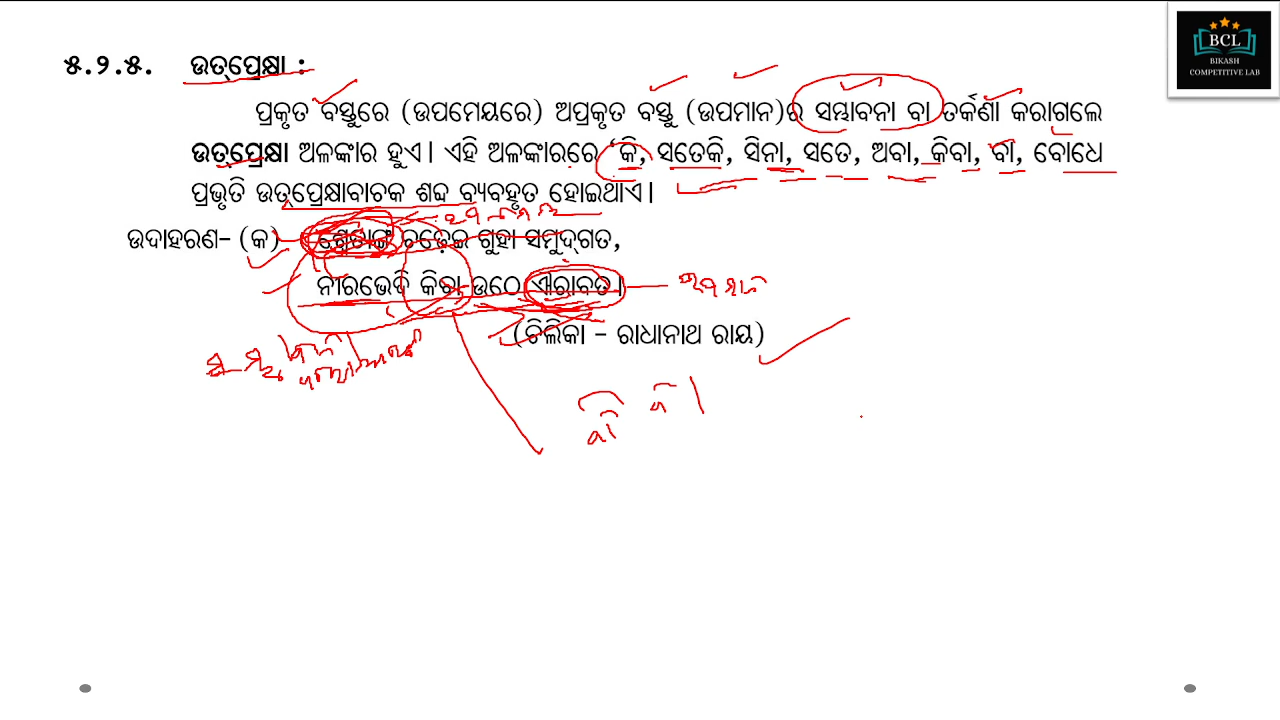 BCL
BIKASH
COMPETITIVE LAB
୫.୨.୫. ଉତ୍‌ପ୍ରେକ୍ଷା :
ପ୍ରକୃତ ବସ୍ତୁରେ (ଉପମେୟରେ) ଅପ୍ରକୃତ ବସ୍ତୁ (ଉପମାନ)ର ସମ୍ଭାବନା ବା ତର୍କଣା କରାଗଲେ
ଉତ୍‌ପ୍ରେକ୍ଷା ଅଳଙ୍କାର ହୁଏ। ଏହି ଅଳଙ୍କାରରେ 'କି, ସତେକି, ସିନା, ସତେ, ଅବା, କିବା, ବା, ବୋଧେ
ପ୍ରଭୃତି ଉତ୍‌ପ୍ରେକ୍ଷାବାଚକ ଶବ୍ଦ ବ୍ୟବହୃତ ହୋଇଥାଏ।
ଉଦାହରଣ- (କ) ଶ୍ୱେତାଙ୍ଗ ଚଢ଼େଇ ଗୁହା ସମୁଦ୍‌ଗତ,
ନୀରଭେଦି କିବା ଉଠେ ଐରାବତ।
(ଚିଲିକା – ରାଧାନାଥ ରାୟ)